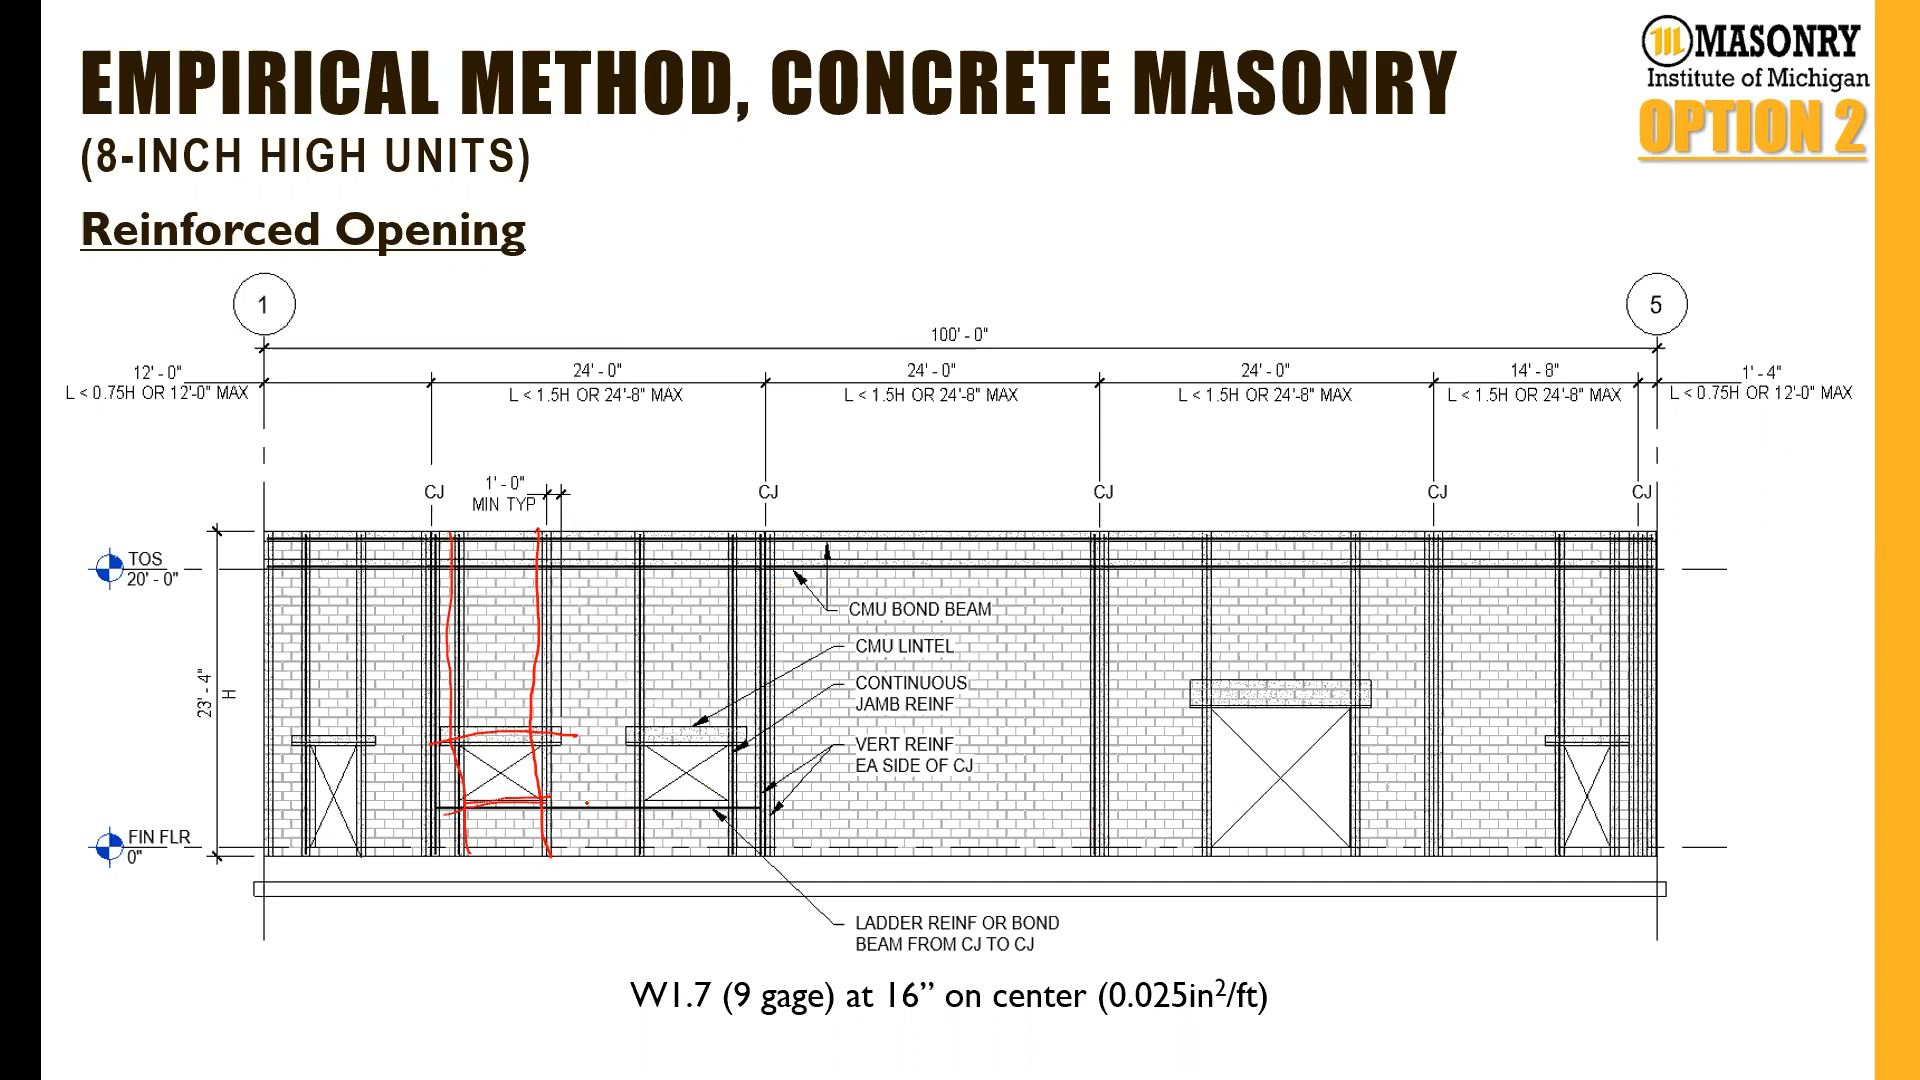 EMPIRICAL METHOD, CONCRETE MASONRY
(8-INCH HIGH UNITS)
MASONRY
Institute of Michigan
OPTION 2
Reinforced Opening
1
5
100' - 0"
12' - 0"
L < 0.75H OR 12'-0" MAX
24' - 0"
L < 1.5H OR 24'-8" MAX
24' - 0"
L < 1.5H OR 24'-8" MAX
24' - 0"
L < 1.5H OR 24'-8" MAX
14' - 8"
L < 1.5H OR 24'-8" MAX
1' - 4"
L < 0.75H OR 12'-0" MAX
CJ
1' - 0"
MIN TYP
CJ
CJ
CJ
CJ
TOS
20' - 0"
CMU BOND BEAM
CMU LINTEL
CONTINUOUS
JAMB REINF
23' - 4"
H
VERT REINF
EA SIDE OF CJ
FIN FLR
0"
LADDER REINF OR BOND
BEAM FROM CJ TO CJ
W1.7 (9 gage) at 16” on center (0.025in²/ft)